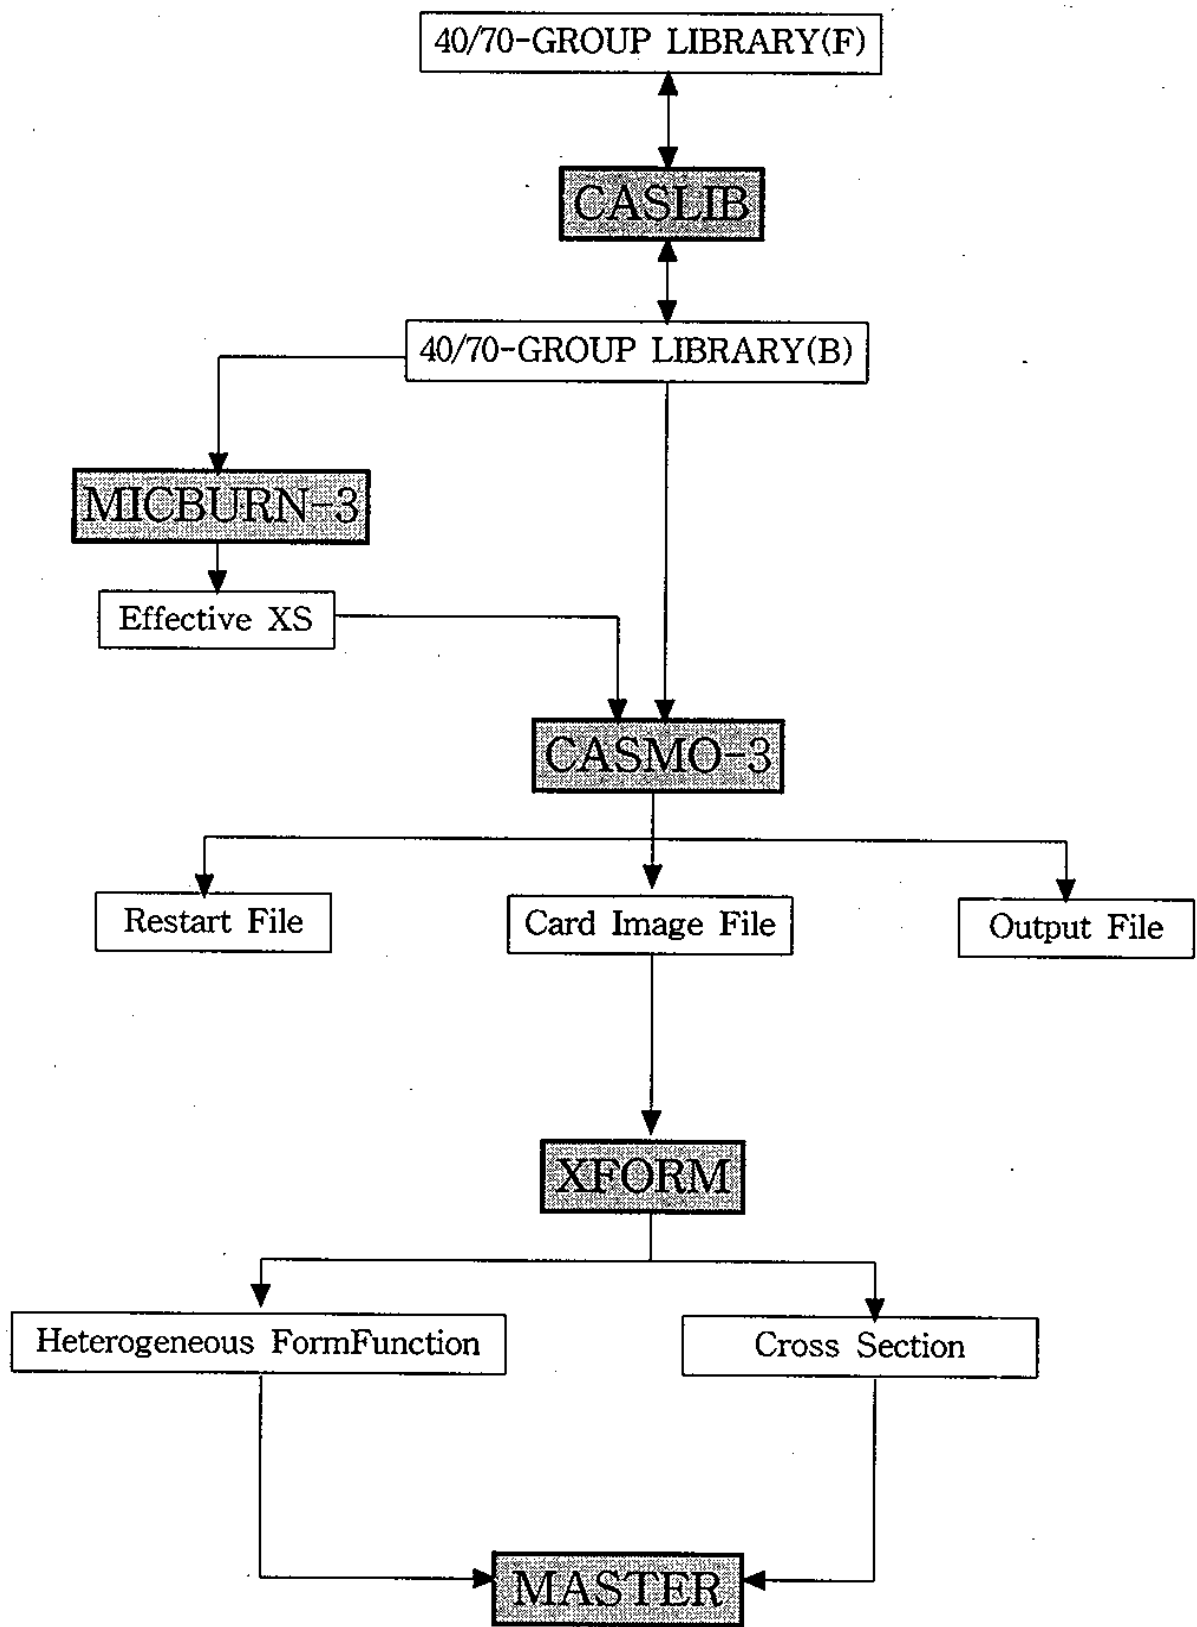 40/70-GROUP LIBRARY(F)
CASLIB
40/70-GROUP LIBRARY(B)
MICBURN-3
Effective XS
CASMO-3
Restart File
Card Image File
Output File
XFORM
Heterogeneous FormFunction
Cross Section
MASTER